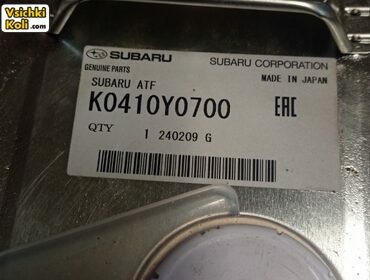 Vsichki
Koli.com
SUBARU
SUBARU CORPORATION
GENUINE PARTS
MADE IN JAPAN
SUBARU ATF
K0410Y0700
EAC
QTY 1 240209 G